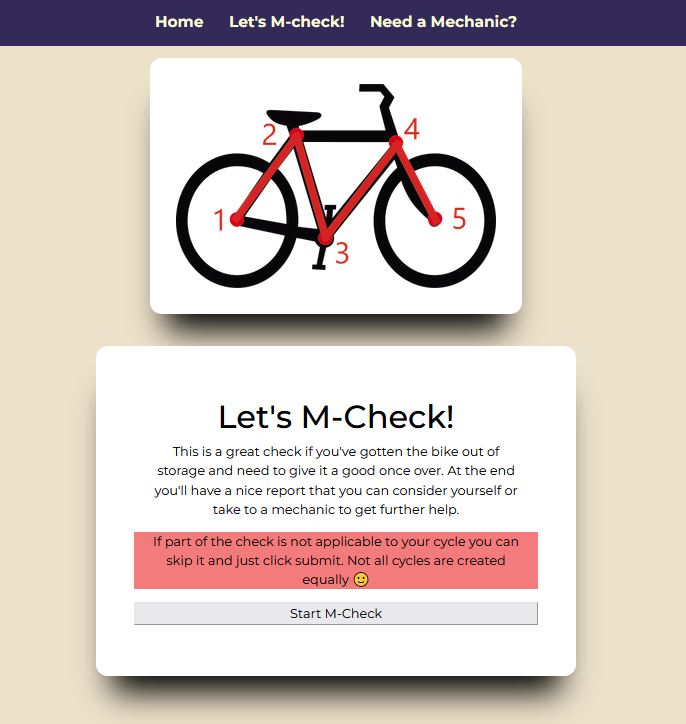 Home Let's M-check! Need a Mechanic?
2
4
1
5
3
Let's M-Check!
This is a great check if you've gotten the bike out of
storage and need to give it a good once over. At the end
you'll have a nice report that you can consider yourself or
take to a mechanic to get further help.
If part of the check is not applicable to your cycle you can
skip it and just click submit. Not all cycles are created
equally 🙂
Start M-Check